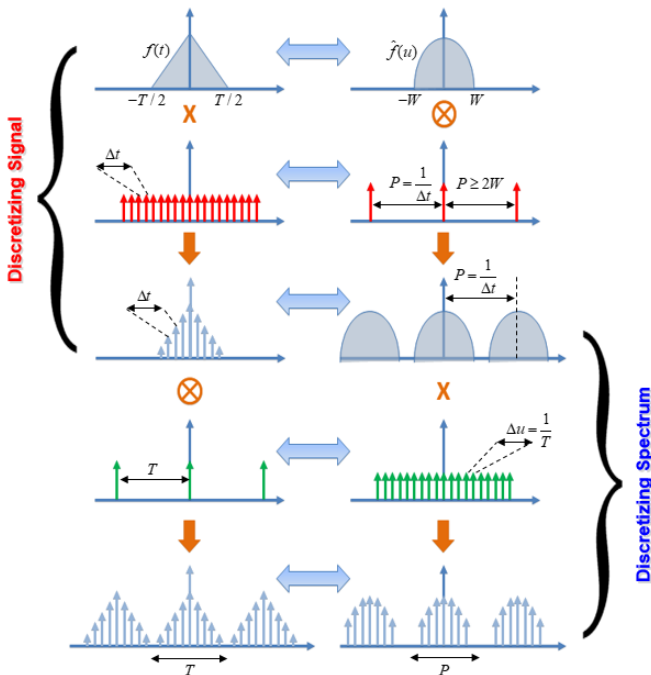 f(t)
f̂(u)
−T / 2
T / 2
−W
W
X
⊗
Discretizing Signal
Δt
P = 1/Δt
P ≥ 2W
Δt
P = 1/Δt
⊗
X
T
Δu = 1/T
Discretizing Spectrum
T
P